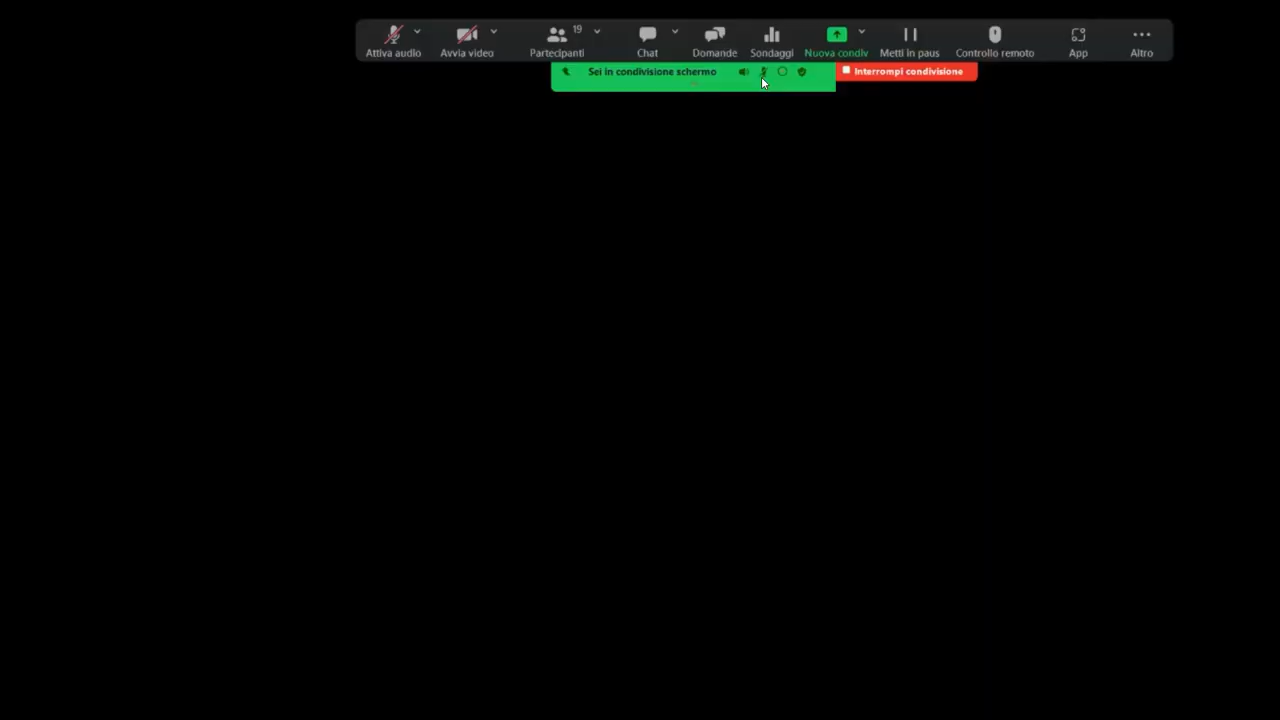 19
Attiva audio Avvia video Partecipanti Chat Domande Sondaggi Nuova condiv Metti in paus Controllo remoto App Altro
Sei in condivisione schermo Interrompi condivisione